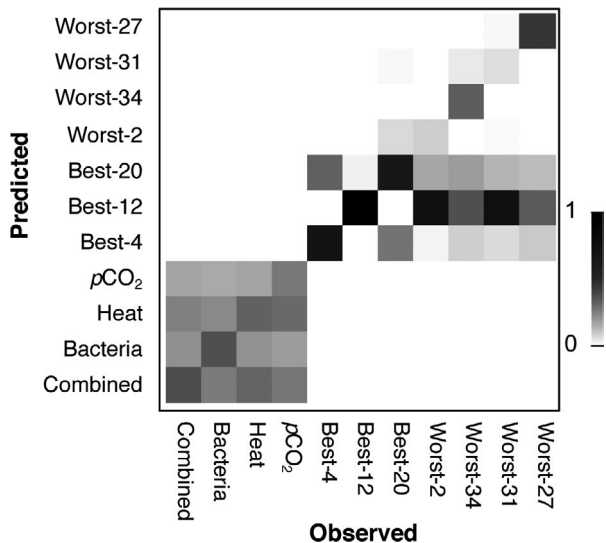 Predicted
Worst-27
Worst-31
Worst-34
Worst-2
Best-20
Best-12
Best-4
pCO₂
Heat
Bacteria
Combined
1
0
Combined
Bacteria
Heat
pCO₂
Best-4
Best-12
Best-20
Worst-2
Worst-34
Worst-31
Worst-27
Observed